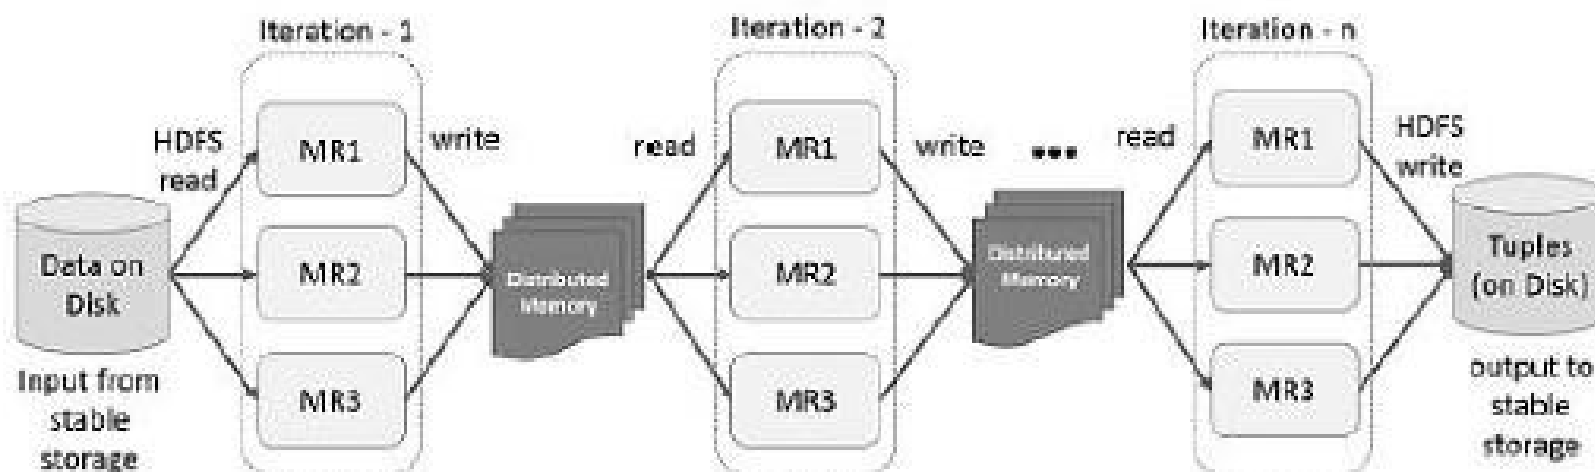 Iteration - 1
Iteration - 2
Iteration - n
HDFS
read
MR1
write
read
MR1
write
...
read
MR1
HDFS
write
Data on
Disk
MR2
Distributed
Memory
MR2
Distributed
Memory
MR2
Tuples
(on Disk)
Input from
stable
storage
MR3
MR3
MR3
output to
stable
storage